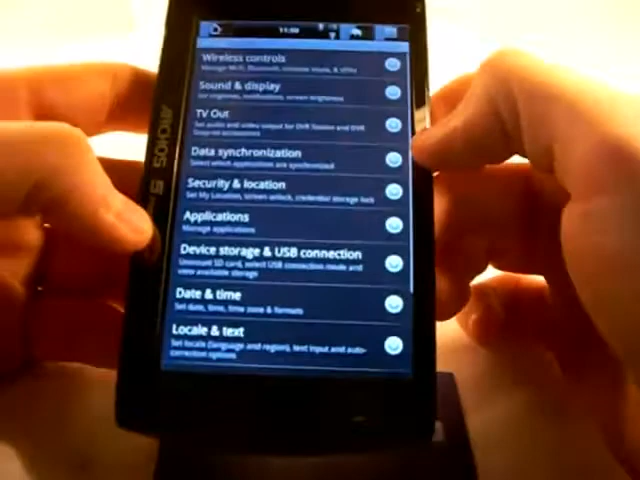 11:50
Wireless controls
Manage Wi-Fi, Bluetooth, airplane mode, & VPNs
Sound & display
Set ringtones, notifications, screen brightness
TV Out
Set audio and video output for DVR Station and DVR
Snap-on accessories
Data synchronization
Select which applications are synchronized
Security & location
Set My Location, screen unlock, credential storage lock
Applications
Manage applications
Device storage & USB connection
Unmount SD card, select USB connection mode and
view available storage
Date & time
Set date, time, time zone & formats
Locale & text
Set locale (language and region), text input and auto-
correction options
ARCHOS 5